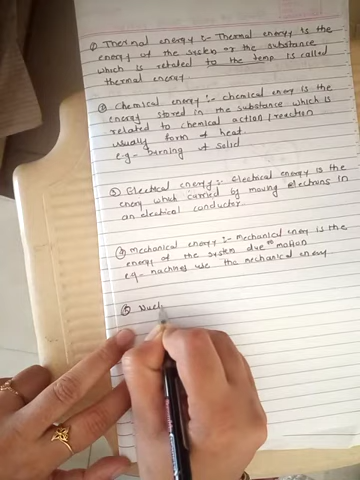 ① Thermal energy :- Thermal energy is the
energy of the system or the substance
which is related to the temp is called
thermal energy
② Chemical energy :- chemical enery is the
energy stored in the substance which is
related to chemical action / reaction
usually form of heat
e.g - burning of solid
③ Electrical energy :- Electrical energy is the
enery which carried by moving electrons in
an electrical conductor
④ Mechanical energy :- Mechanical enery is the
energy of the system due to motion
e.g - machines use the mechanical energy
⑤ Nucl